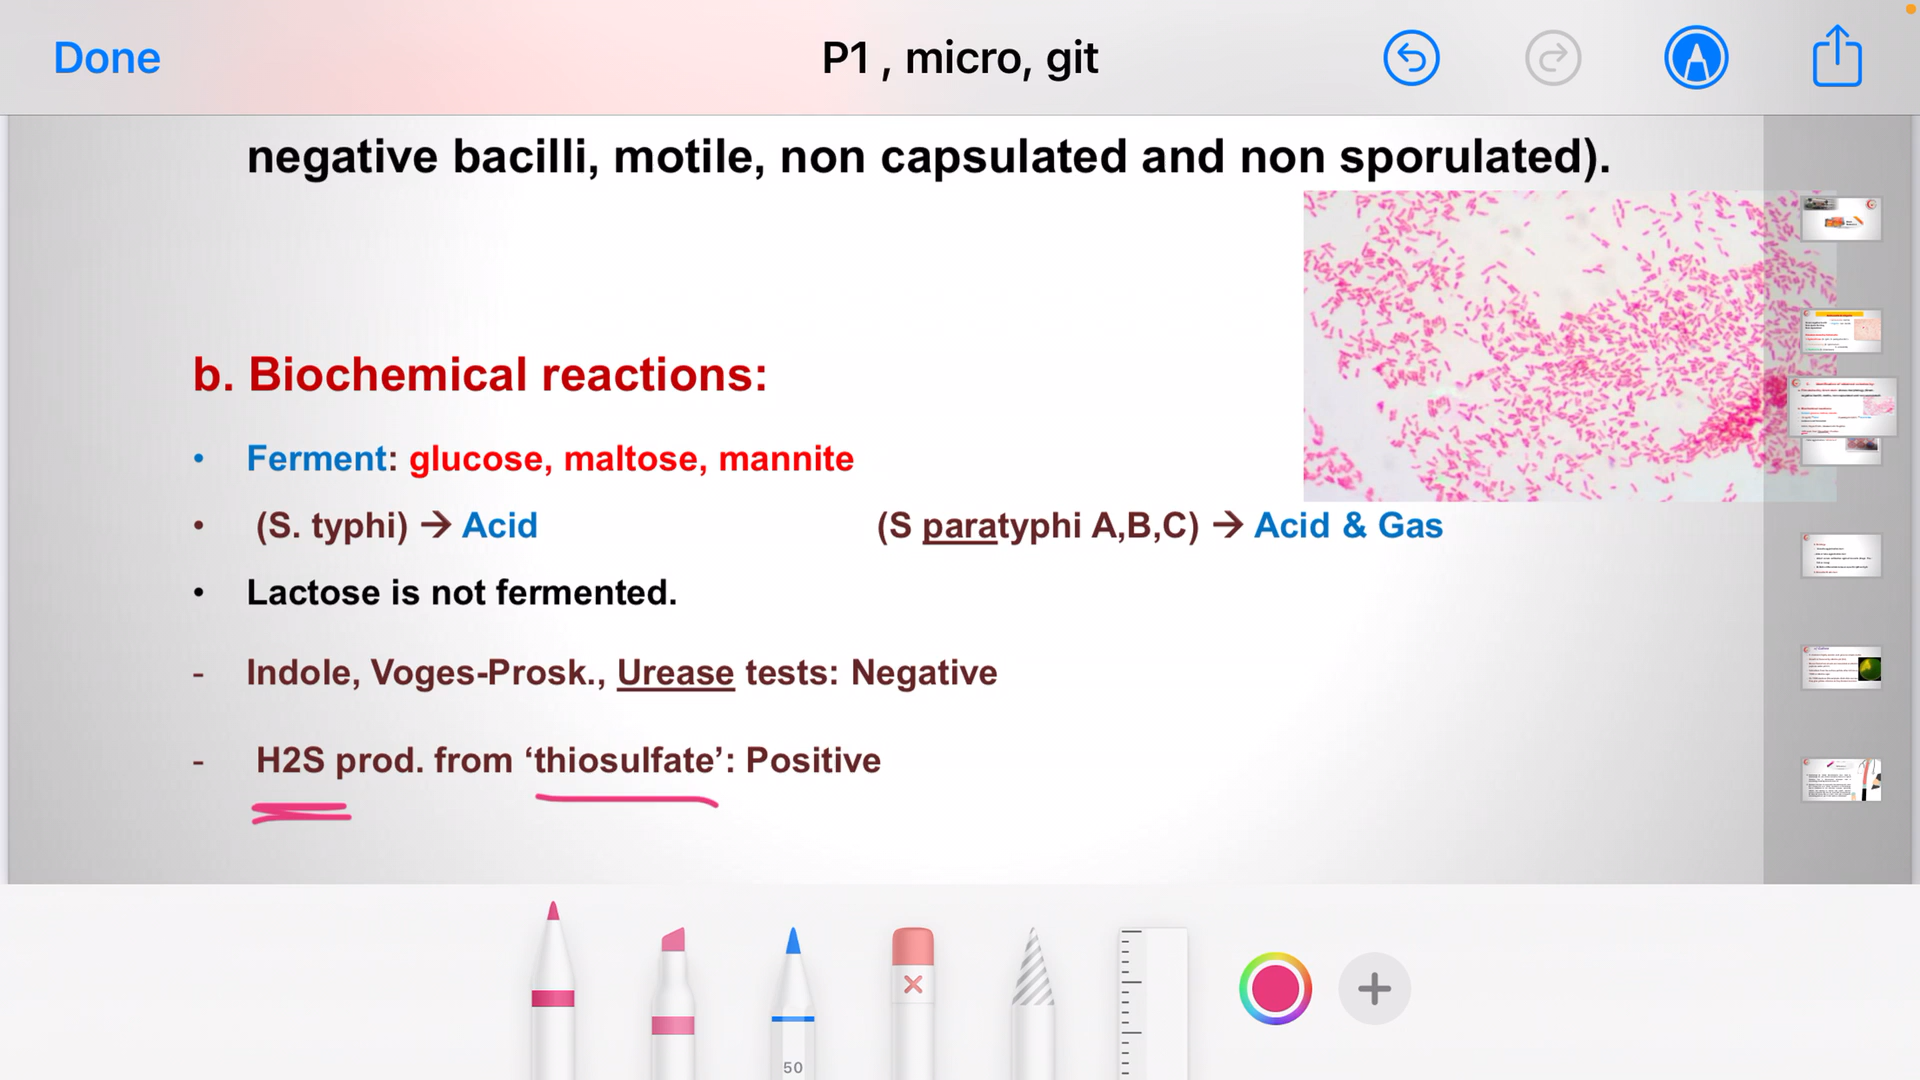 Done
P1 , micro, git
negative bacilli, motile, non capsulated and non sporulated).
b. Biochemical reactions:
• Ferment: glucose, maltose, mannite
• (S. typhi) → Acid (S paratyphi A,B,C) → Acid & Gas
• Lactose is not fermented.
- Indole, Voges-Prosk., Urease tests: Negative
- H2S prod. from ‘thiosulfate’: Positive
50